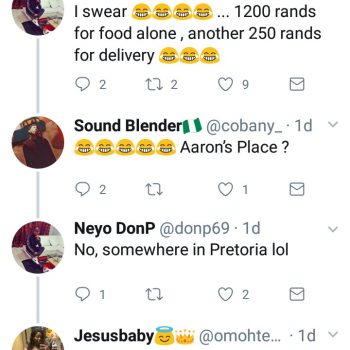 I swear 😂😂😂 ... 1200 rands
for food alone , another 250 rands
for delivery 😂😂😂
2 2 9
Sound Blender🇳🇬 @cobany_ · 1d
😂😂😂😂😂 Aaron's Place ?
2 1
Neyo DonP @donp69 · 1d
No, somewhere in Pretoria lol
1 2
Jesusbaby😇👑 @omohte... · 1d